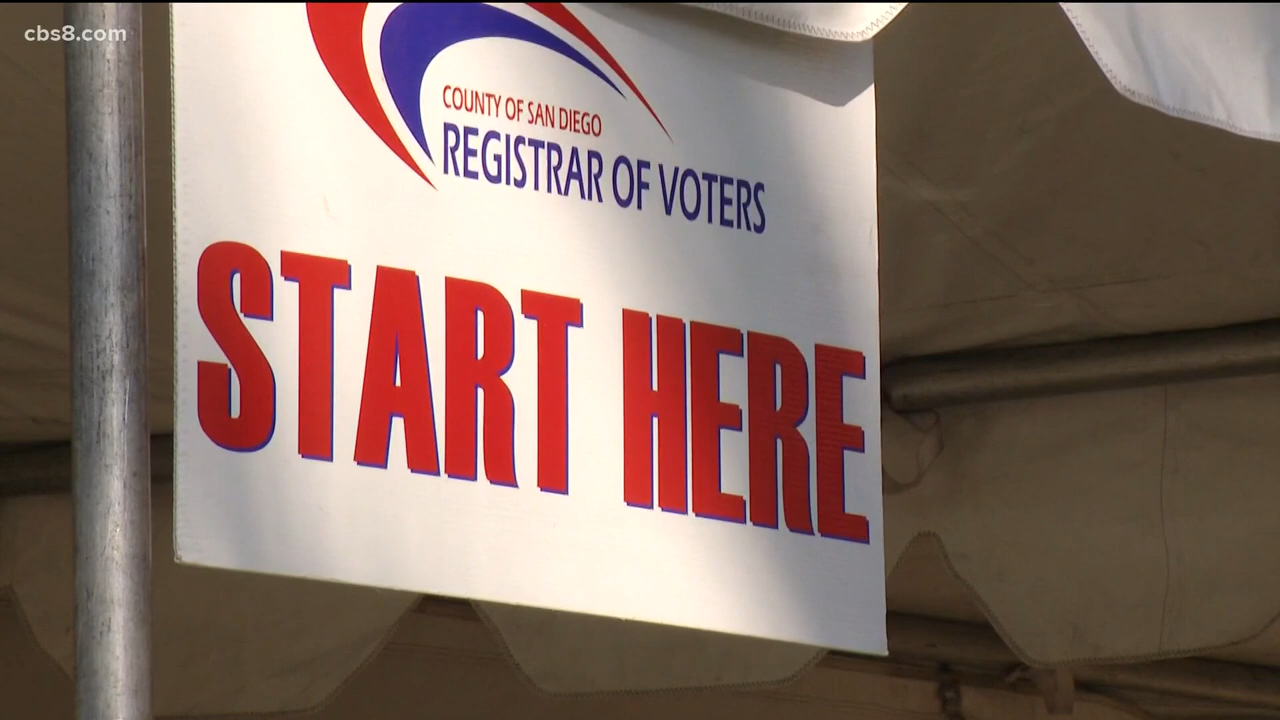 cbs8.com
COUNTY OF SAN DIEGO
REGISTRAR OF VOTERS
START HERE